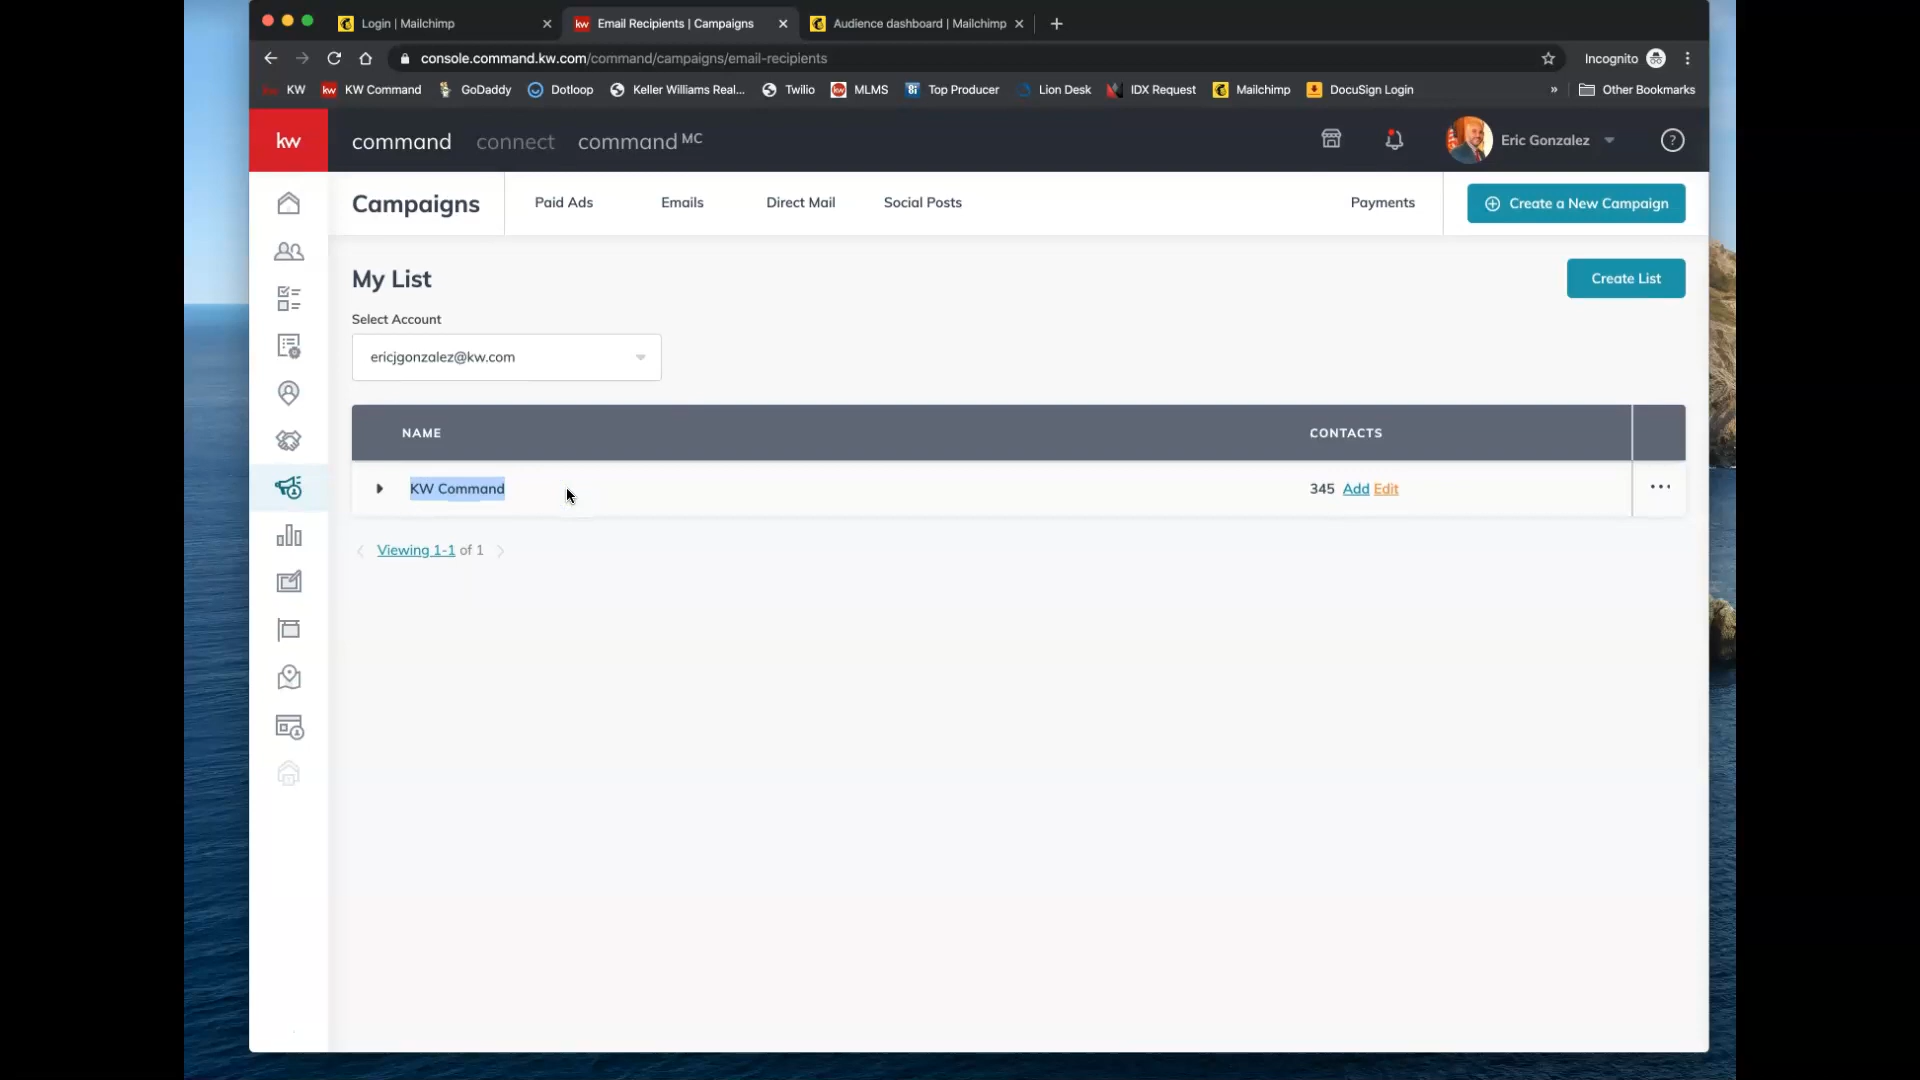 Login | Mailchimp
Email Recipients | Campaigns
Audience dashboard | Mailchimp
console.command.kw.com/command/campaigns/email-recipients
Incognito
KW
KW Command
GoDaddy
Dotloop
Keller Williams Real...
Twilio
MLMS
Top Producer
Lion Desk
IDX Request
Mailchimp
DocuSign Login
»
Other Bookmarks
kw
command
connect
command MC
Eric Gonzalez
?
Campaigns
Paid Ads
Emails
Direct Mail
Social Posts
Payments
Create a New Campaign
My List
Create List
Select Account
ericjgonzalez@kw.com
NAME
CONTACTS
KW Command
345 Add Edit
...
Viewing 1-1 of 1